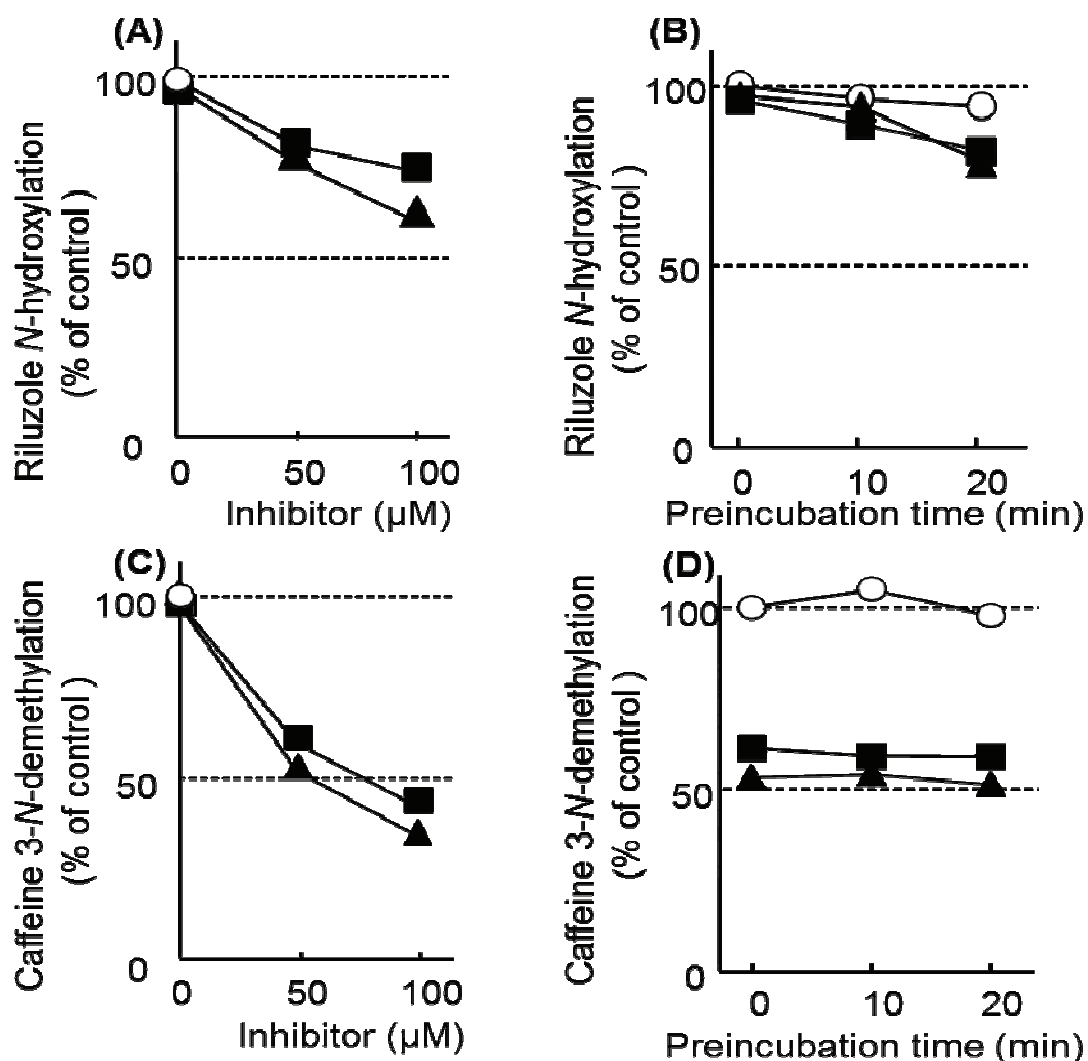 (A)
100
50
0
0 50 100
Inhibitor (µM)
Riluzole N-hydroxylation
(% of control )
(B)
100
50
0
0 10 20
Preincubation time (min)
Riluzole N-hydroxylation
(% of control )
(C)
100
50
0
0 50 100
Inhibitor (µM)
Caffeine 3-N-demethylation
(% of control )
(D)
100
50
0
0 10 20
Preincubation time (min)
Caffeine 3-N-demethylation
(% of control )